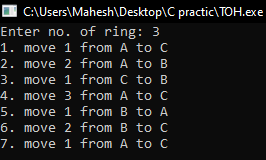 C:\Users\Mahesh\Desktop\C practic\TOH.exe
Enter no. of ring: 3
1. move 1 from A to C
2. move 2 from A to B
3. move 1 from C to B
4. move 3 from A to C
5. move 1 from B to A
6. move 2 from B to C
7. move 1 from A to C